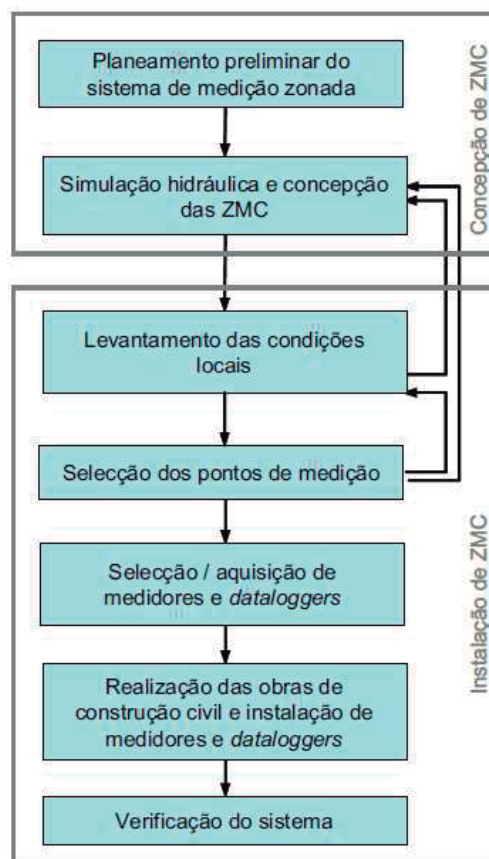 Planeamento preliminar do
sistema de medição zonada
Simulação hidráulica e concepção
das ZMC
Concepção de ZMC
Levantamento das condições
locais
Selecção dos pontos de medição
Selecção / aquisição de
medidores e dataloggers
Realização das obras de
construção civil e instalação de
medidores e dataloggers
Verificação do sistema
Instalação de ZMC